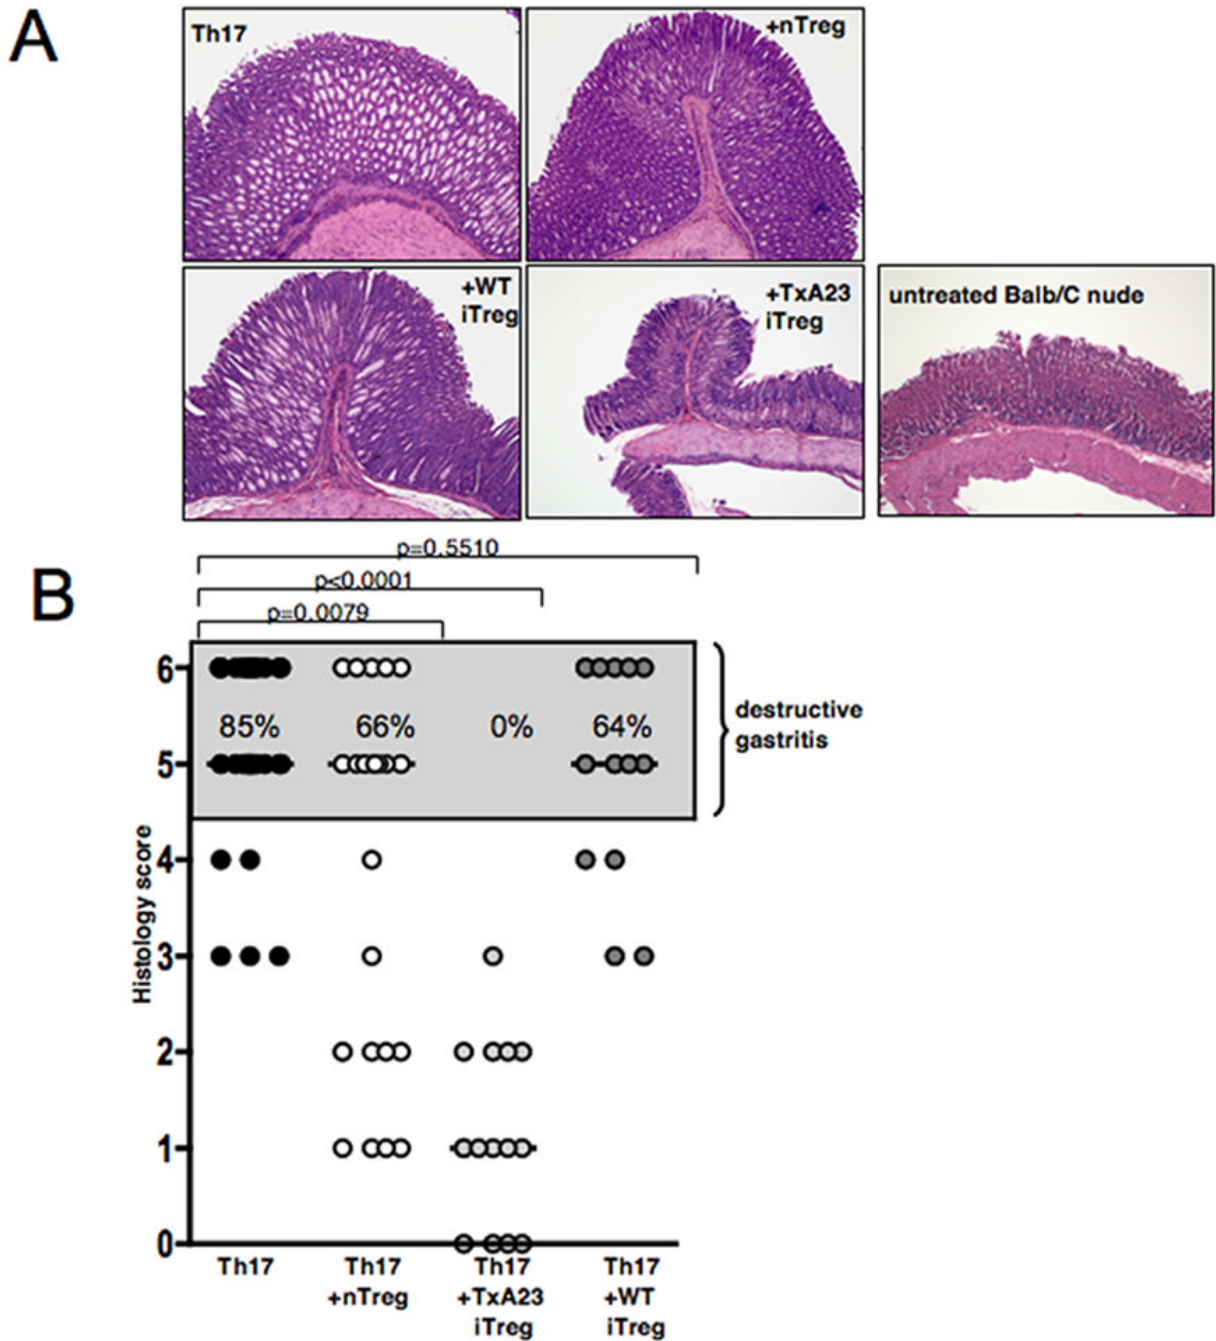 A
Th17
+nTreg
+WT
iTreg
+TxA23
iTreg
untreated Balb/C nude
B
p=0.5510
p<0.0001
p=0.0079
6
85%
66%
0%
64%
destructive
gastritis
5
4
3
2
1
0
Histology score
Th17
Th17
+nTreg
Th17
+TxA23
iTreg
Th17
+WT
iTreg